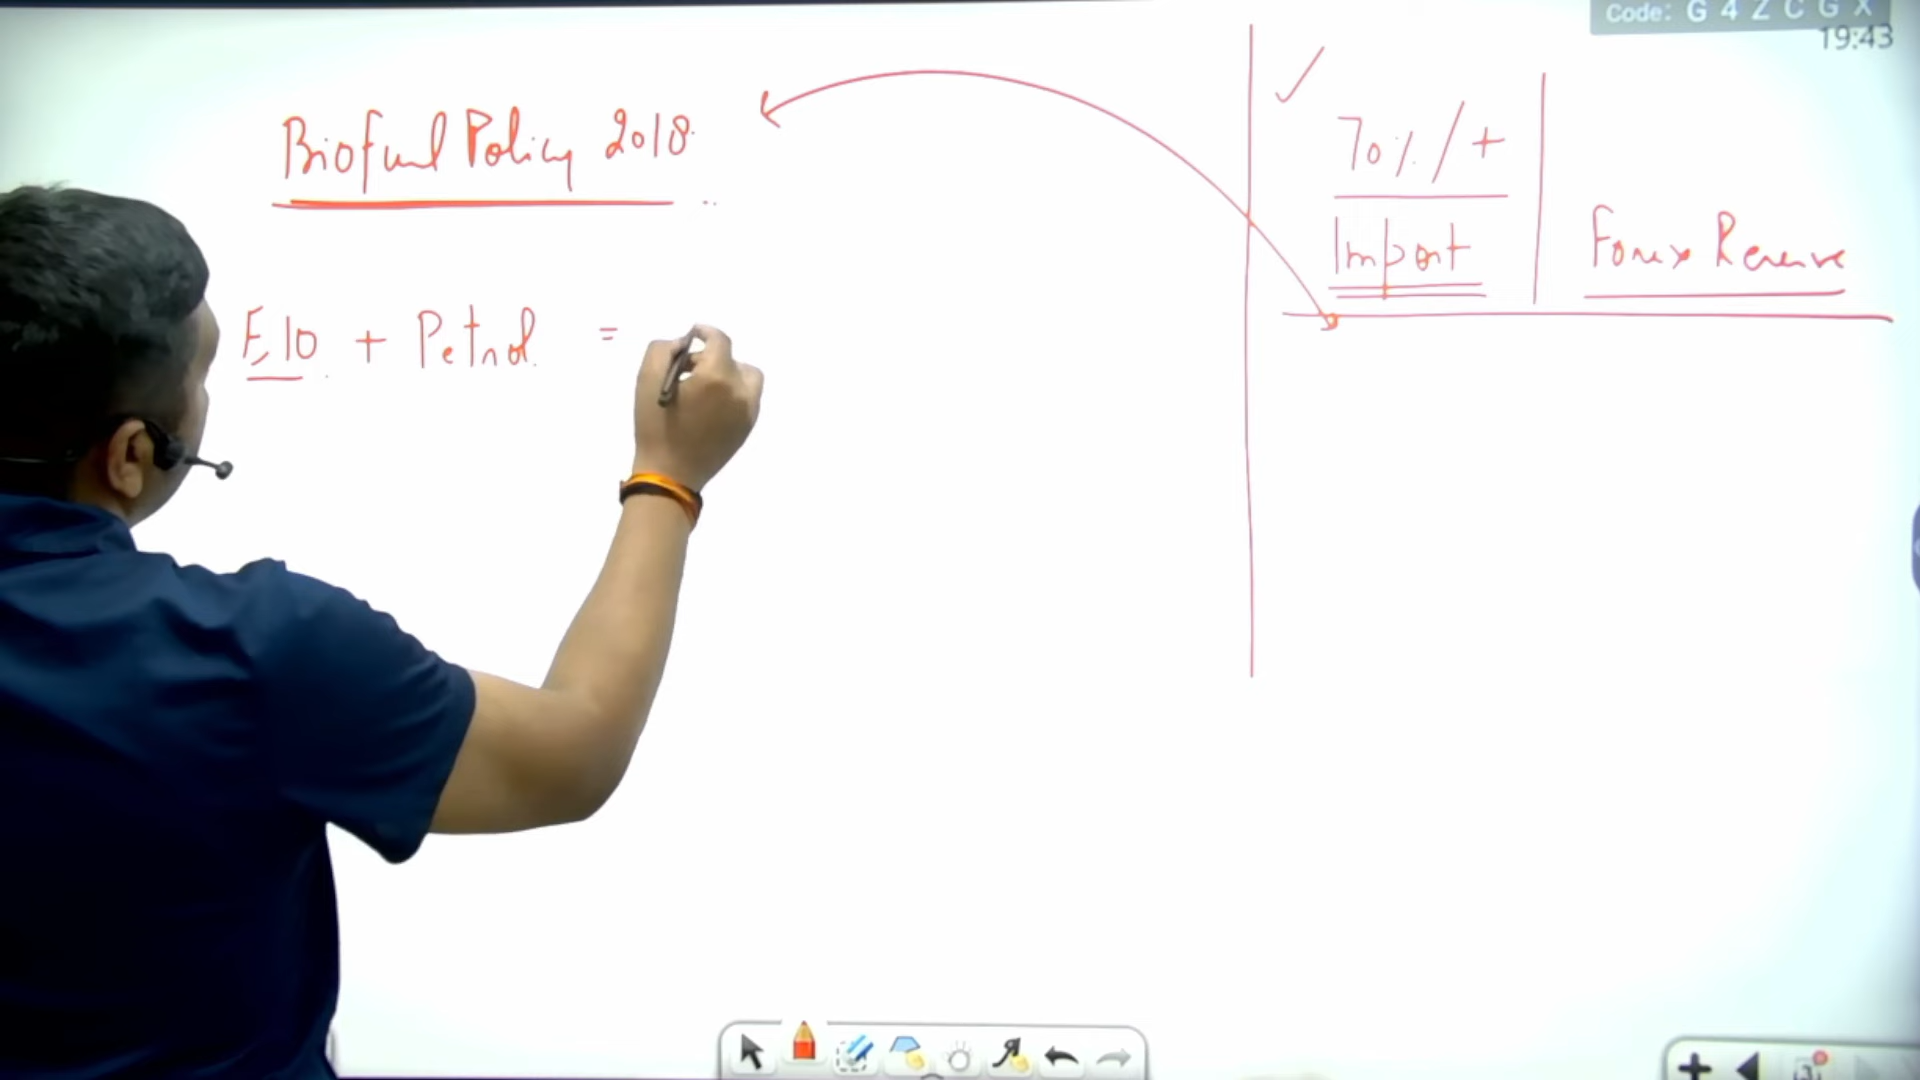 Code: G 4 Z C G X
19:43
Biofuel Policy 2018
70% / +
Import
Forex Reserve
E10 + Petrol =